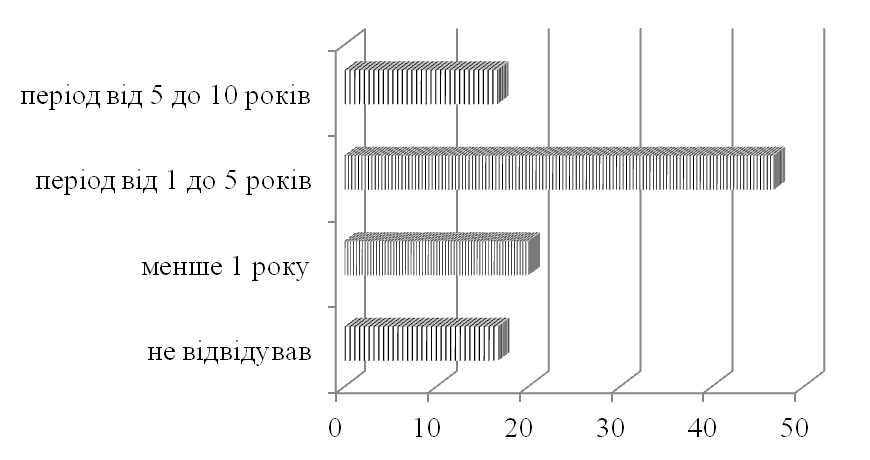 період від 5 до 10 років
період від 1 до 5 років
менше 1 року
не відвідував
0 10 20 30 40 50